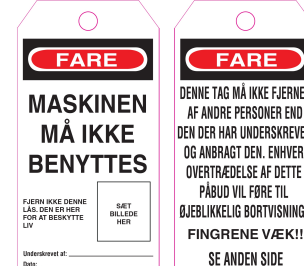 FARE
MASKINEN
MÅ IKKE
BENYTTES
FJERN IKKE DENNE
LÅS. DEN ER HER
FOR AT BESKYTTE
LIV
SÆT
BILLEDE
HER
Underskrevet af:
Dato:
FARE
DENNE TAG MÅ IKKE FJERNE
AF ANDRE PERSONER END
DEN DER HAR UNDERSKREVE
OG ANBRAGT DEN. ENHVER
OVERTRÆDELSE AF DETTE
PÅBUD VIL FØRE TIL
ØJEBLIKKELIG BORTVISNING
FINGRENE VÆK!!
SE ANDEN SIDE